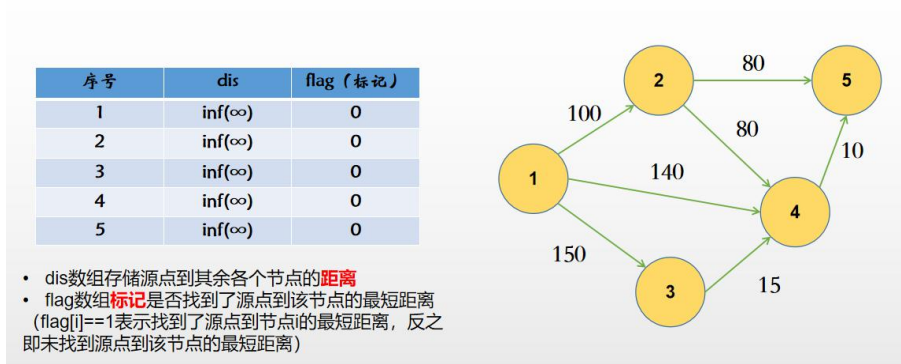 序号 dis flag（标记）
1 inf(∞) 0
2 inf(∞) 0
3 inf(∞) 0
4 inf(∞) 0
5 inf(∞) 0
• dis数组存储源点到其余各个节点的距离
• flag数组标记是否找到了源点到该节点的最短距离
（flag[i]==1表示找到了源点到节点i的最短距离，反之
即未找到源点到该节点的最短距离）
80
2
5
100
80
10
1
140
4
150
3
15